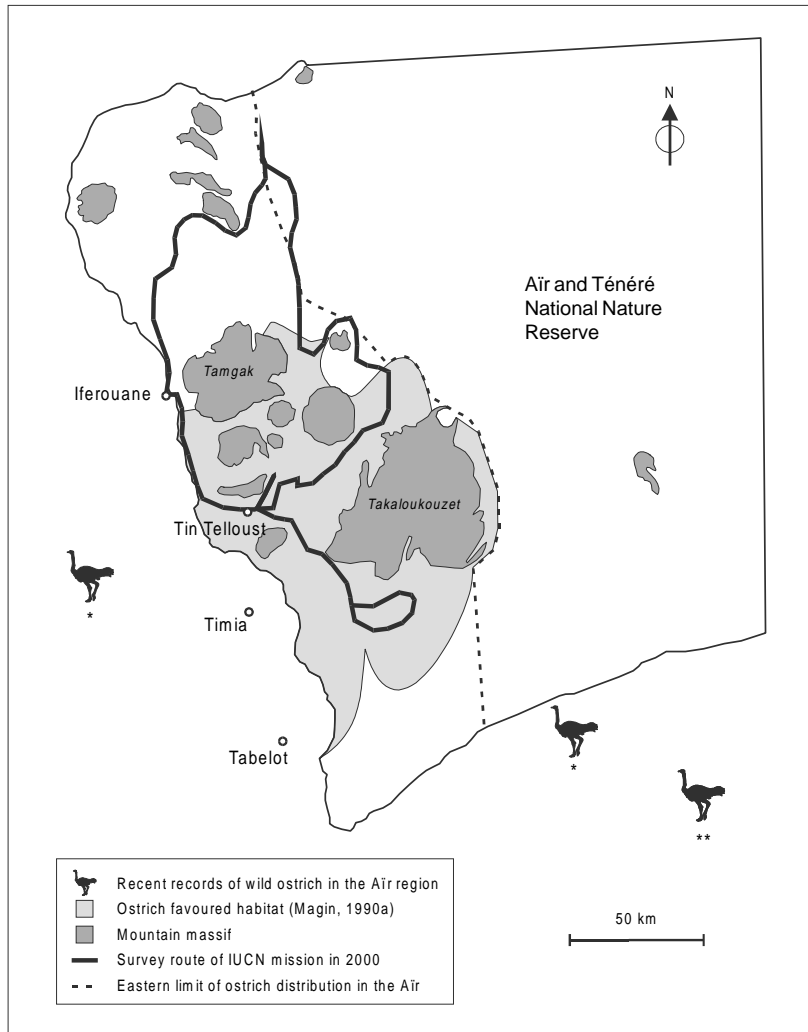 N
Aïr and Ténéré
National Nature
Reserve
Tamgak
Iferouane
Takaloukouzet
Tin Telloust
*
Timia
Tabelot
*
**
Recent records of wild ostrich in the Aïr region
Ostrich favoured habitat (Magin, 1990a)
Mountain massif
Survey route of IUCN mission in 2000
Eastern limit of ostrich distribution in the Aïr
50 km